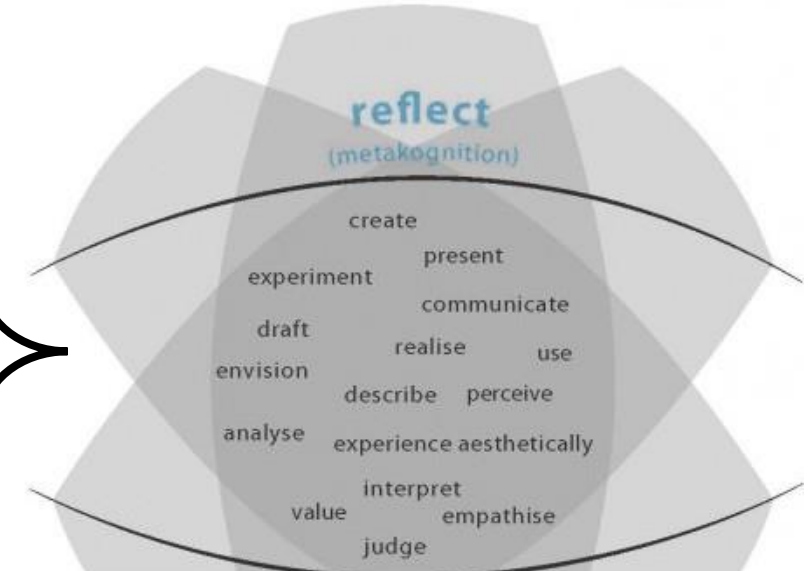 reflect
(metakognition)
create
present
experiment
communicate
draft
realise
use
envision
describe perceive
analyse
experience aesthetically
interpret
value
empathise
judge